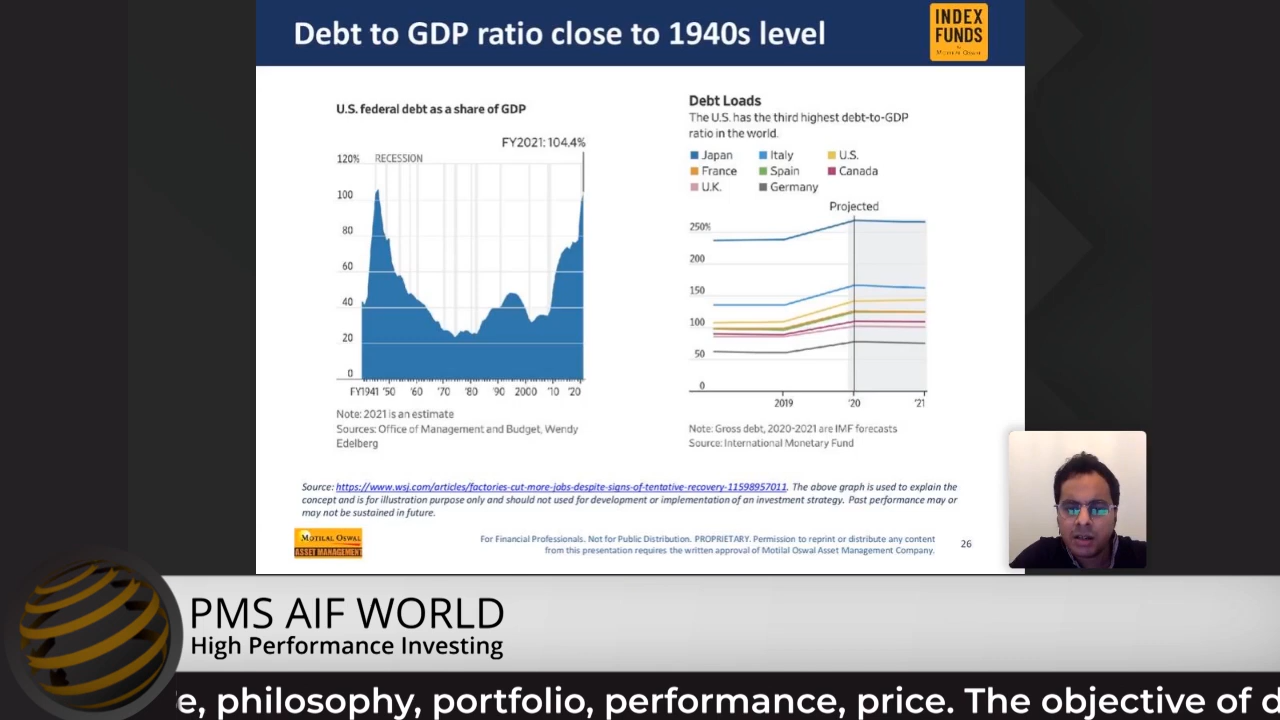 Debt to GDP ratio close to 1940s level
INDEX
FUNDS
MOTILAL OSWAL
U.S. federal debt as a share of GDP
FY2021: 104.4%
120%
RECESSION
100
80
60
40
20
0
FY1941 '50 '60 '70 '80 '90 2000 '10 '20
Note: 2021 is an estimate
Sources: Office of Management and Budget, Wendy
Edelberg
Debt Loads
The U.S. has the third highest debt-to-GDP
ratio in the world.
Japan Italy U.S.
France Spain Canada
U.K. Germany
Projected
250%
200
150
100
50
0
2019 '20 '21
Note: Gross debt, 2020-2021 are IMF forecasts
Source: International Monetary Fund
Source: https://www.wsj.com/articles/factories-cut-more-jobs-despite-signs-of-tentative-recovery-11598957011. The above graph is used to explain the
concept and is for illustration purpose only and should not used for development or implementation of an investment strategy. Past performance may or
may not be sustained in future.
MOTILAL OSWAL
ASSET MANAGEMENT
For Financial Professionals. Not for Public Distribution. PROPRIETARY. Permission to reprint or distribute any content
from this presentation requires the written approval of Motilal Oswal Asset Management Company.
26
PMS AIF WORLD
High Performance Investing
e, philosophy, portfolio, performance, price. The objective of d